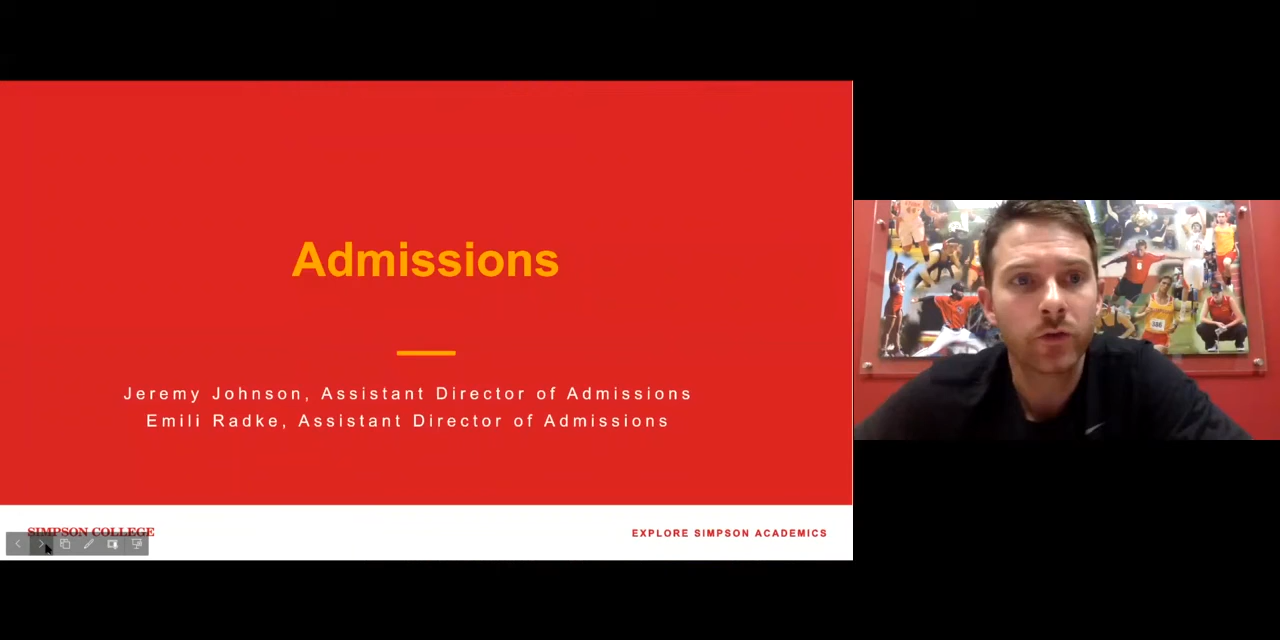 Admissions
Jeremy Johnson, Assistant Director of Admissions
Emili Radke, Assistant Director of Admissions
SIMPSON COLLEGE
EXPLORE SIMPSON ACADEMICS